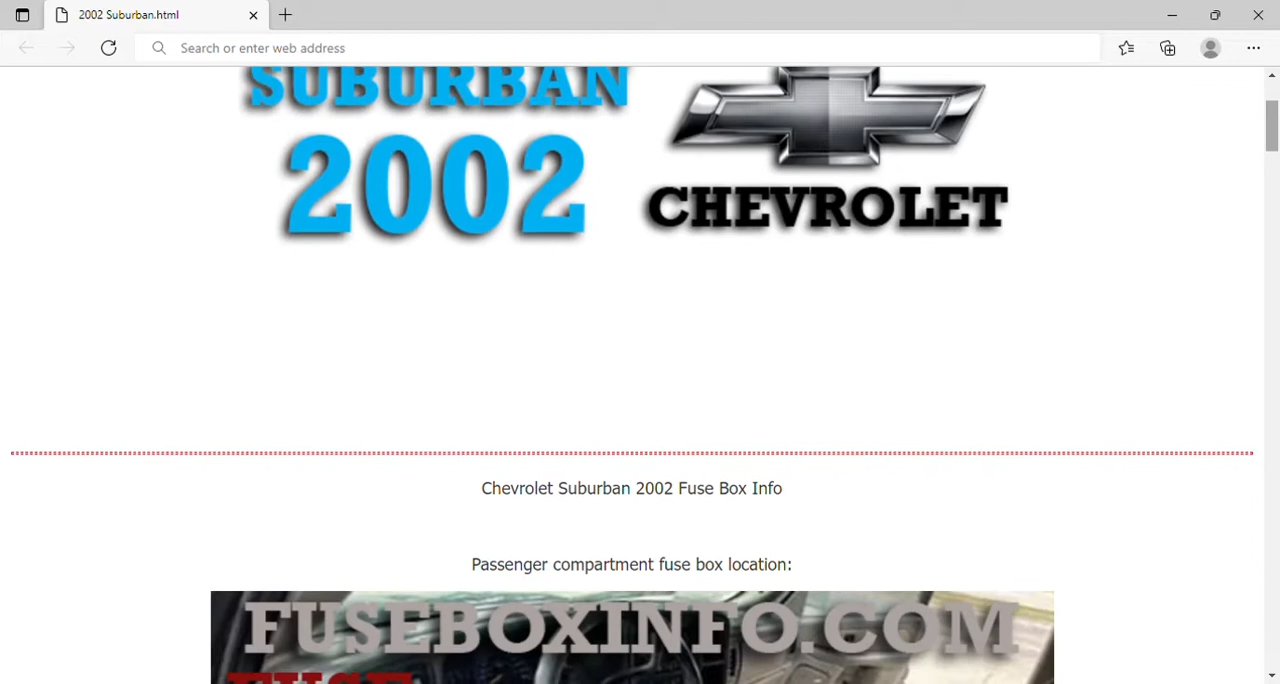 2002 Suburban.html
Search or enter web address
SUBURBAN
2002
CHEVROLET
Chevrolet Suburban 2002 Fuse Box Info
Passenger compartment fuse box location:
FUSEBOXINFO.COM
FUSE